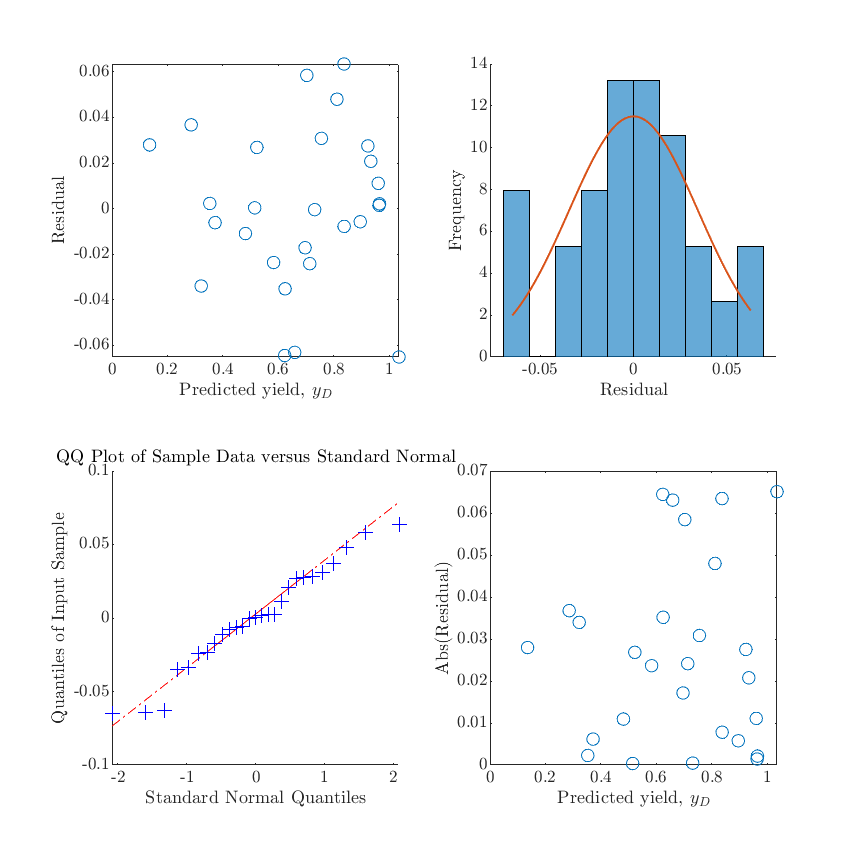 0.06
0.04
0.02
0
-0.02
-0.04
-0.06
Residual
0 0.2 0.4 0.6 0.8 1
Predicted yield, y_D
14
12
10
8
6
4
2
0
Frequency
-0.05 0 0.05
Residual
QQ Plot of Sample Data versus Standard Normal
0.1
0.05
0
-0.05
-0.1
Quantiles of Input Sample
-2 -1 0 1 2
Standard Normal Quantiles
0.07
0.06
0.05
0.04
0.03
0.02
0.01
0
Abs(Residual)
0 0.2 0.4 0.6 0.8 1
Predicted yield, y_D